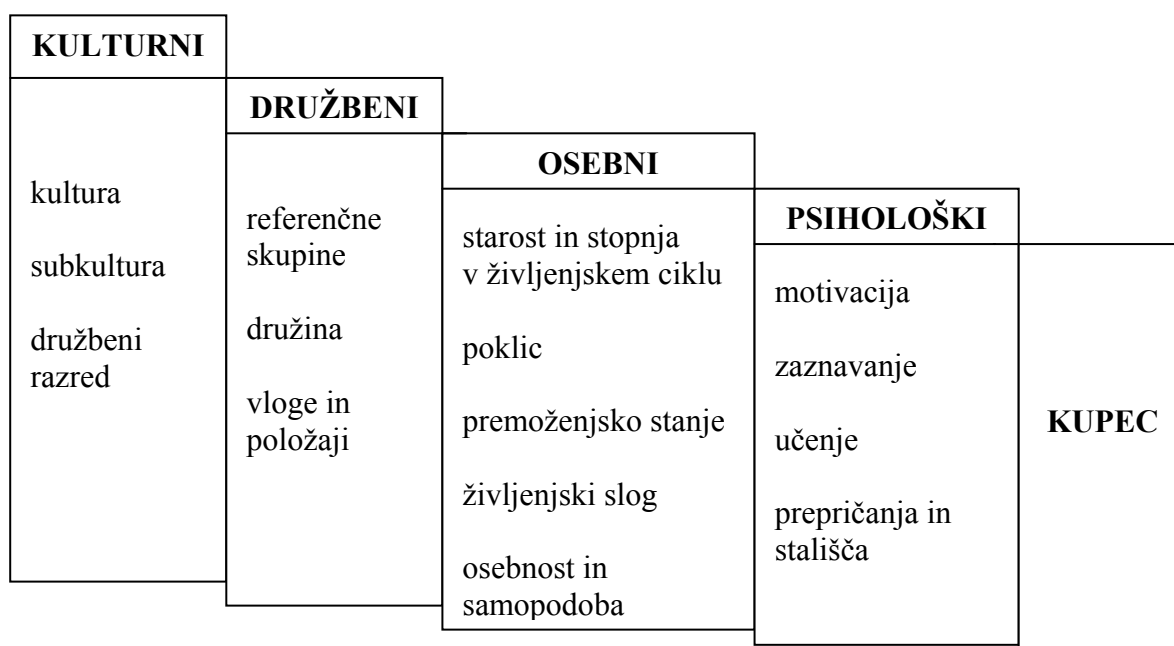 KULTURNI
kultura
subkultura
družbeni
razred
DRUŽBENI
referenčne
skupine
družina
vloge in
položaji
OSEBNI
starost in stopnja
v življenjskem ciklu
poklic
premoženjsko stanje
življenjski slog
osebnost in
samopodoba
PSIHOLOŠKI
motivacija
zaznavanje
učenje
prepričanja in
stališča
KUPEC